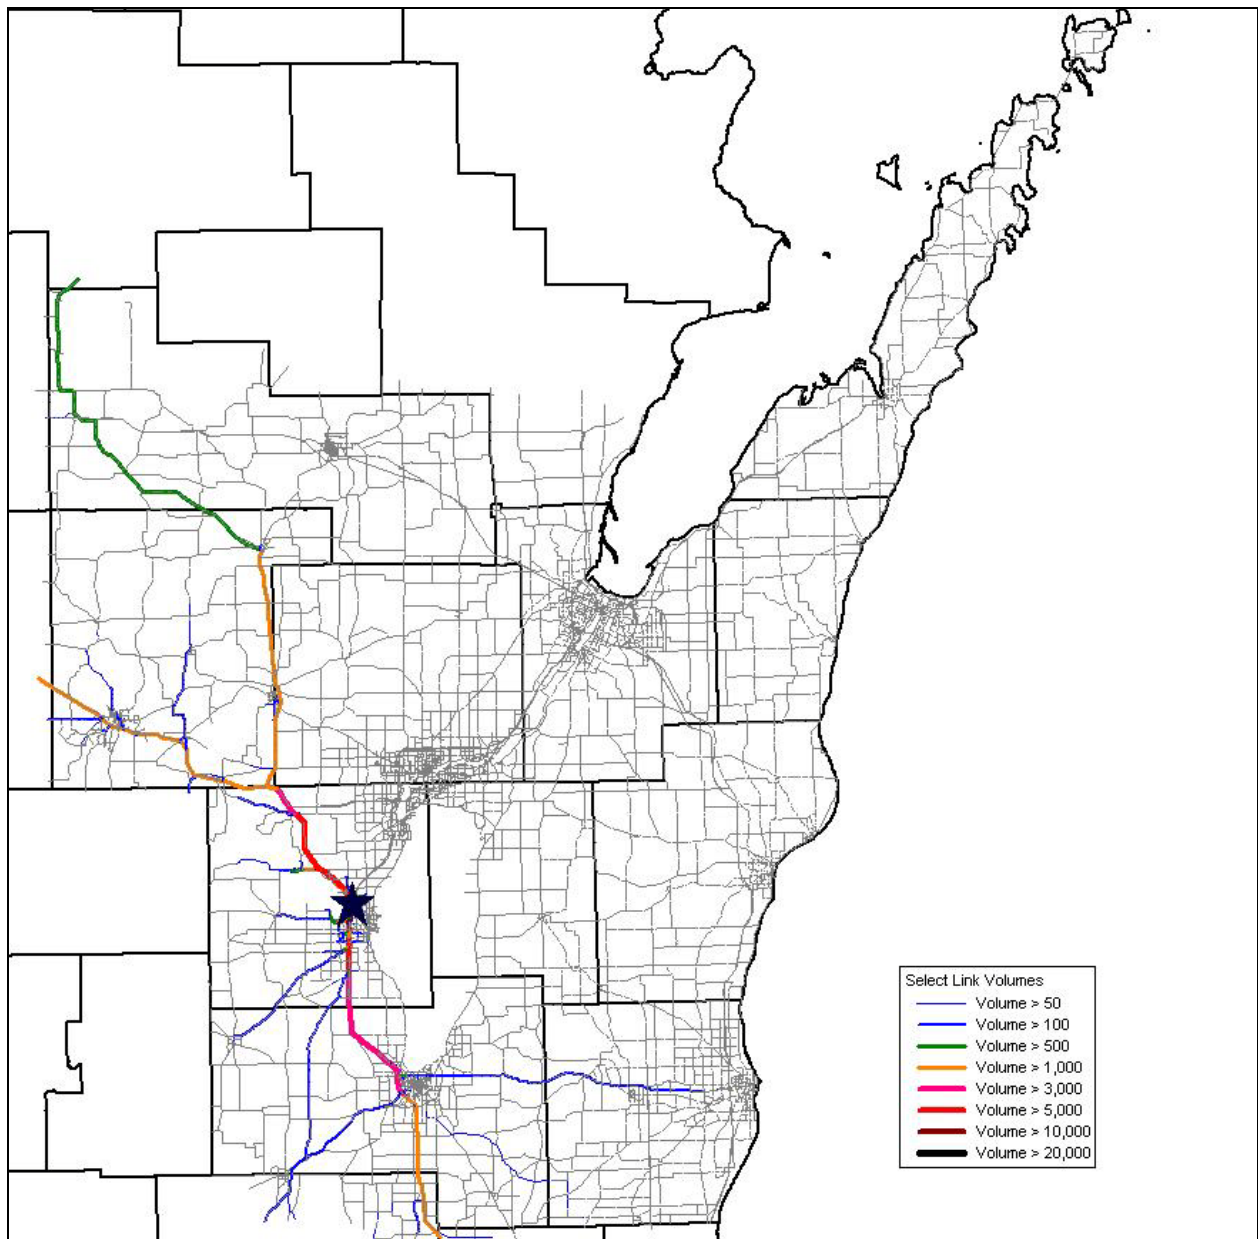 Select Link Volumes
Volume > 50
Volume > 100
Volume > 500
Volume > 1,000
Volume > 3,000
Volume > 5,000
Volume > 10,000
Volume > 20,000